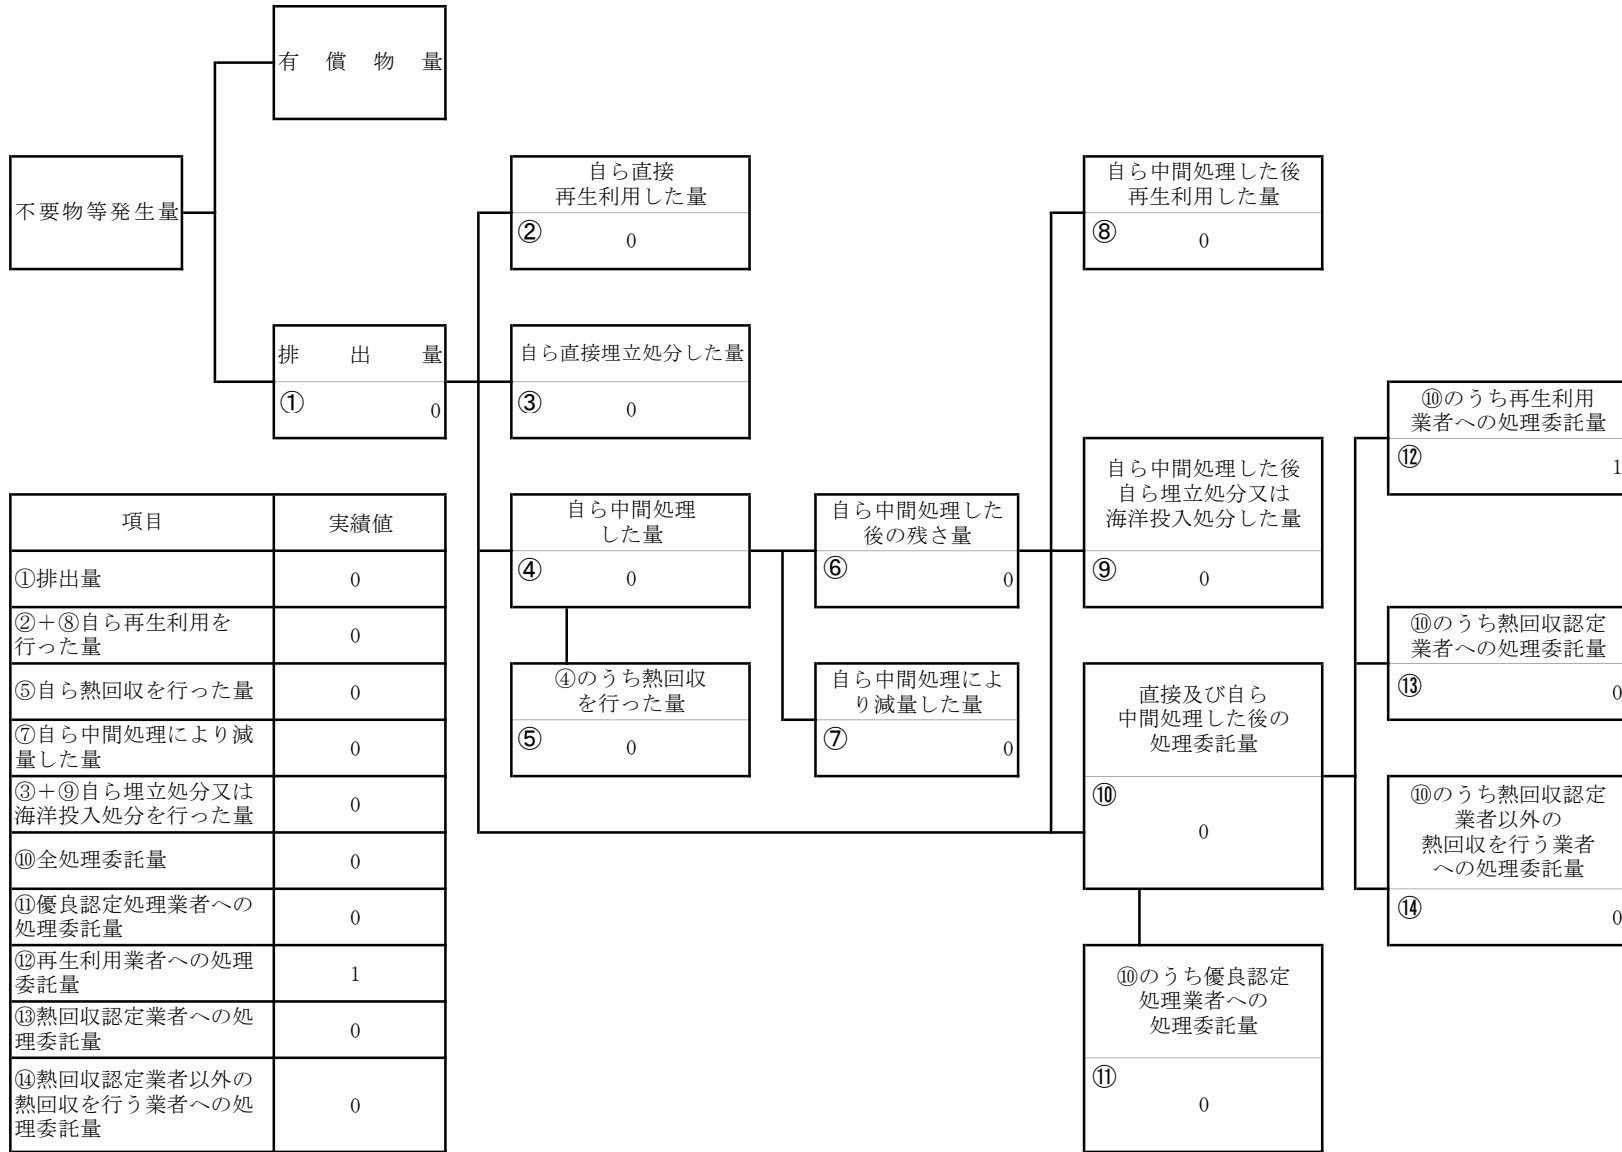 有償物量
不要物等発生量
排出量
①
0
自ら直接
再生利用した量
②
0
自ら直接埋立処分した量
③
0
自ら中間処理
した量
④
0
④のうち熱回収
を行った量
⑤
0
自ら中間処理した
後の残さ量
⑥
0
自ら中間処理によ
り減量した量
⑦
0
自ら中間処理した後
再生利用した量
⑧
0
自ら中間処理した後
自ら埋立処分又は
海洋投入処分した量
⑨
0
直接及び自ら
中間処理した後の
処理委託量
⑩
0
⑩のうち優良認定
処理業者への
処理委託量
⑪
0
⑩のうち再生利用
業者への処理委託量
⑫
1
⑩のうち熱回収認定
業者への処理委託量
⑬
0
⑩のうち熱回収認定
業者以外の
熱回収を行う業者
への処理委託量
⑭
0
項目 実績値
①排出量 0
②＋⑧自ら再生利用を
行った量
0
⑤自ら熱回収を行った量 0
⑦自ら中間処理により減
量した量
0
③＋⑨自ら埋立処分又は
海洋投入処分を行った量
0
⑩全処理委託量 0
⑪優良認定処理業者への
処理委託量
0
⑫再生利用業者への処理
委託量
1
⑬熱回収認定業者への処
理委託量
0
⑭熱回収認定業者以外の
熱回収を行う業者への処
理委託量
0